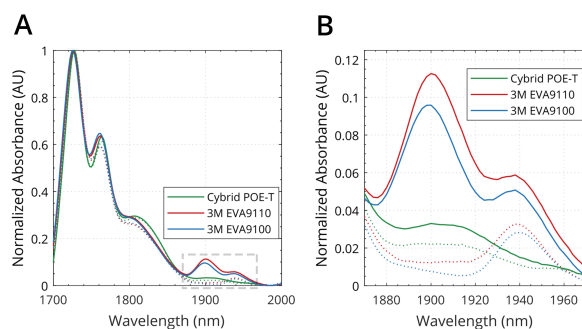 A
Normalized Absorbance (AU)
1
0.8
0.6
0.4
0.2
0
1700
1800
1900
2000
Wavelength (nm)
Cybrid POE-T
3M EVA9110
3M EVA9100
B
Normalized Absorbance (AU)
0.12
0.1
0.08
0.06
0.04
0.02
0
1880
1900
1920
1940
1960
Wavelength (nm)
Cybrid POE-T
3M EVA9110
3M EVA9100